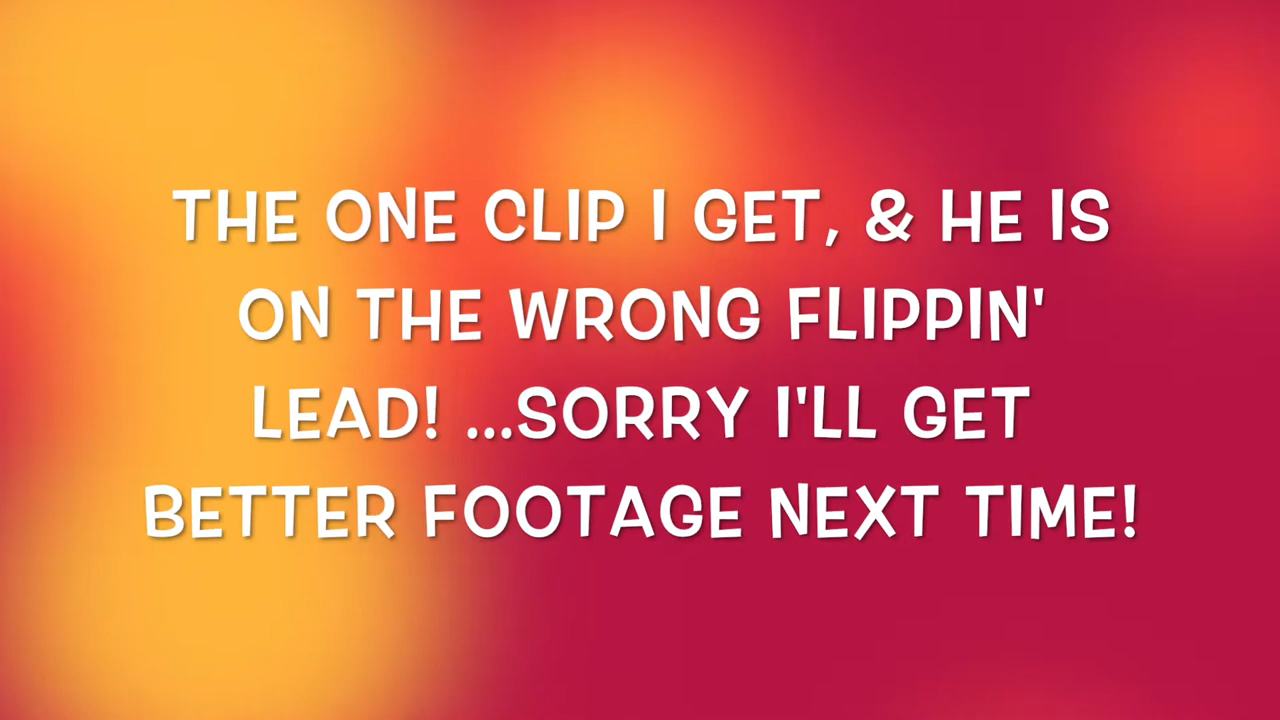 THE ONE CLIP I GET, & HE IS
ON THE WRONG FLIPPIN'
LEAD! ...SORRY I'LL GET
BETTER FOOTAGE NEXT TIME!